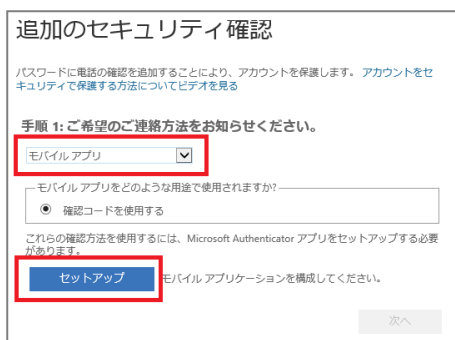 追加のセキュリティ確認
パスワードに電話の確認を追加することにより、アカウントを保護します。 アカウントをセ
キュリティで保護する方法についてビデオを見る
手順 1: ご希望のご連絡方法をお知らせください。
モバイル アプリ
モバイル アプリをどのような用途で使用されますか?
確認コードを使用する
これらの確認方法を使用するには、Microsoft Authenticator アプリをセットアップする必要
があります。
セットアップ モバイル アプリケーションを構成してください。
次へ